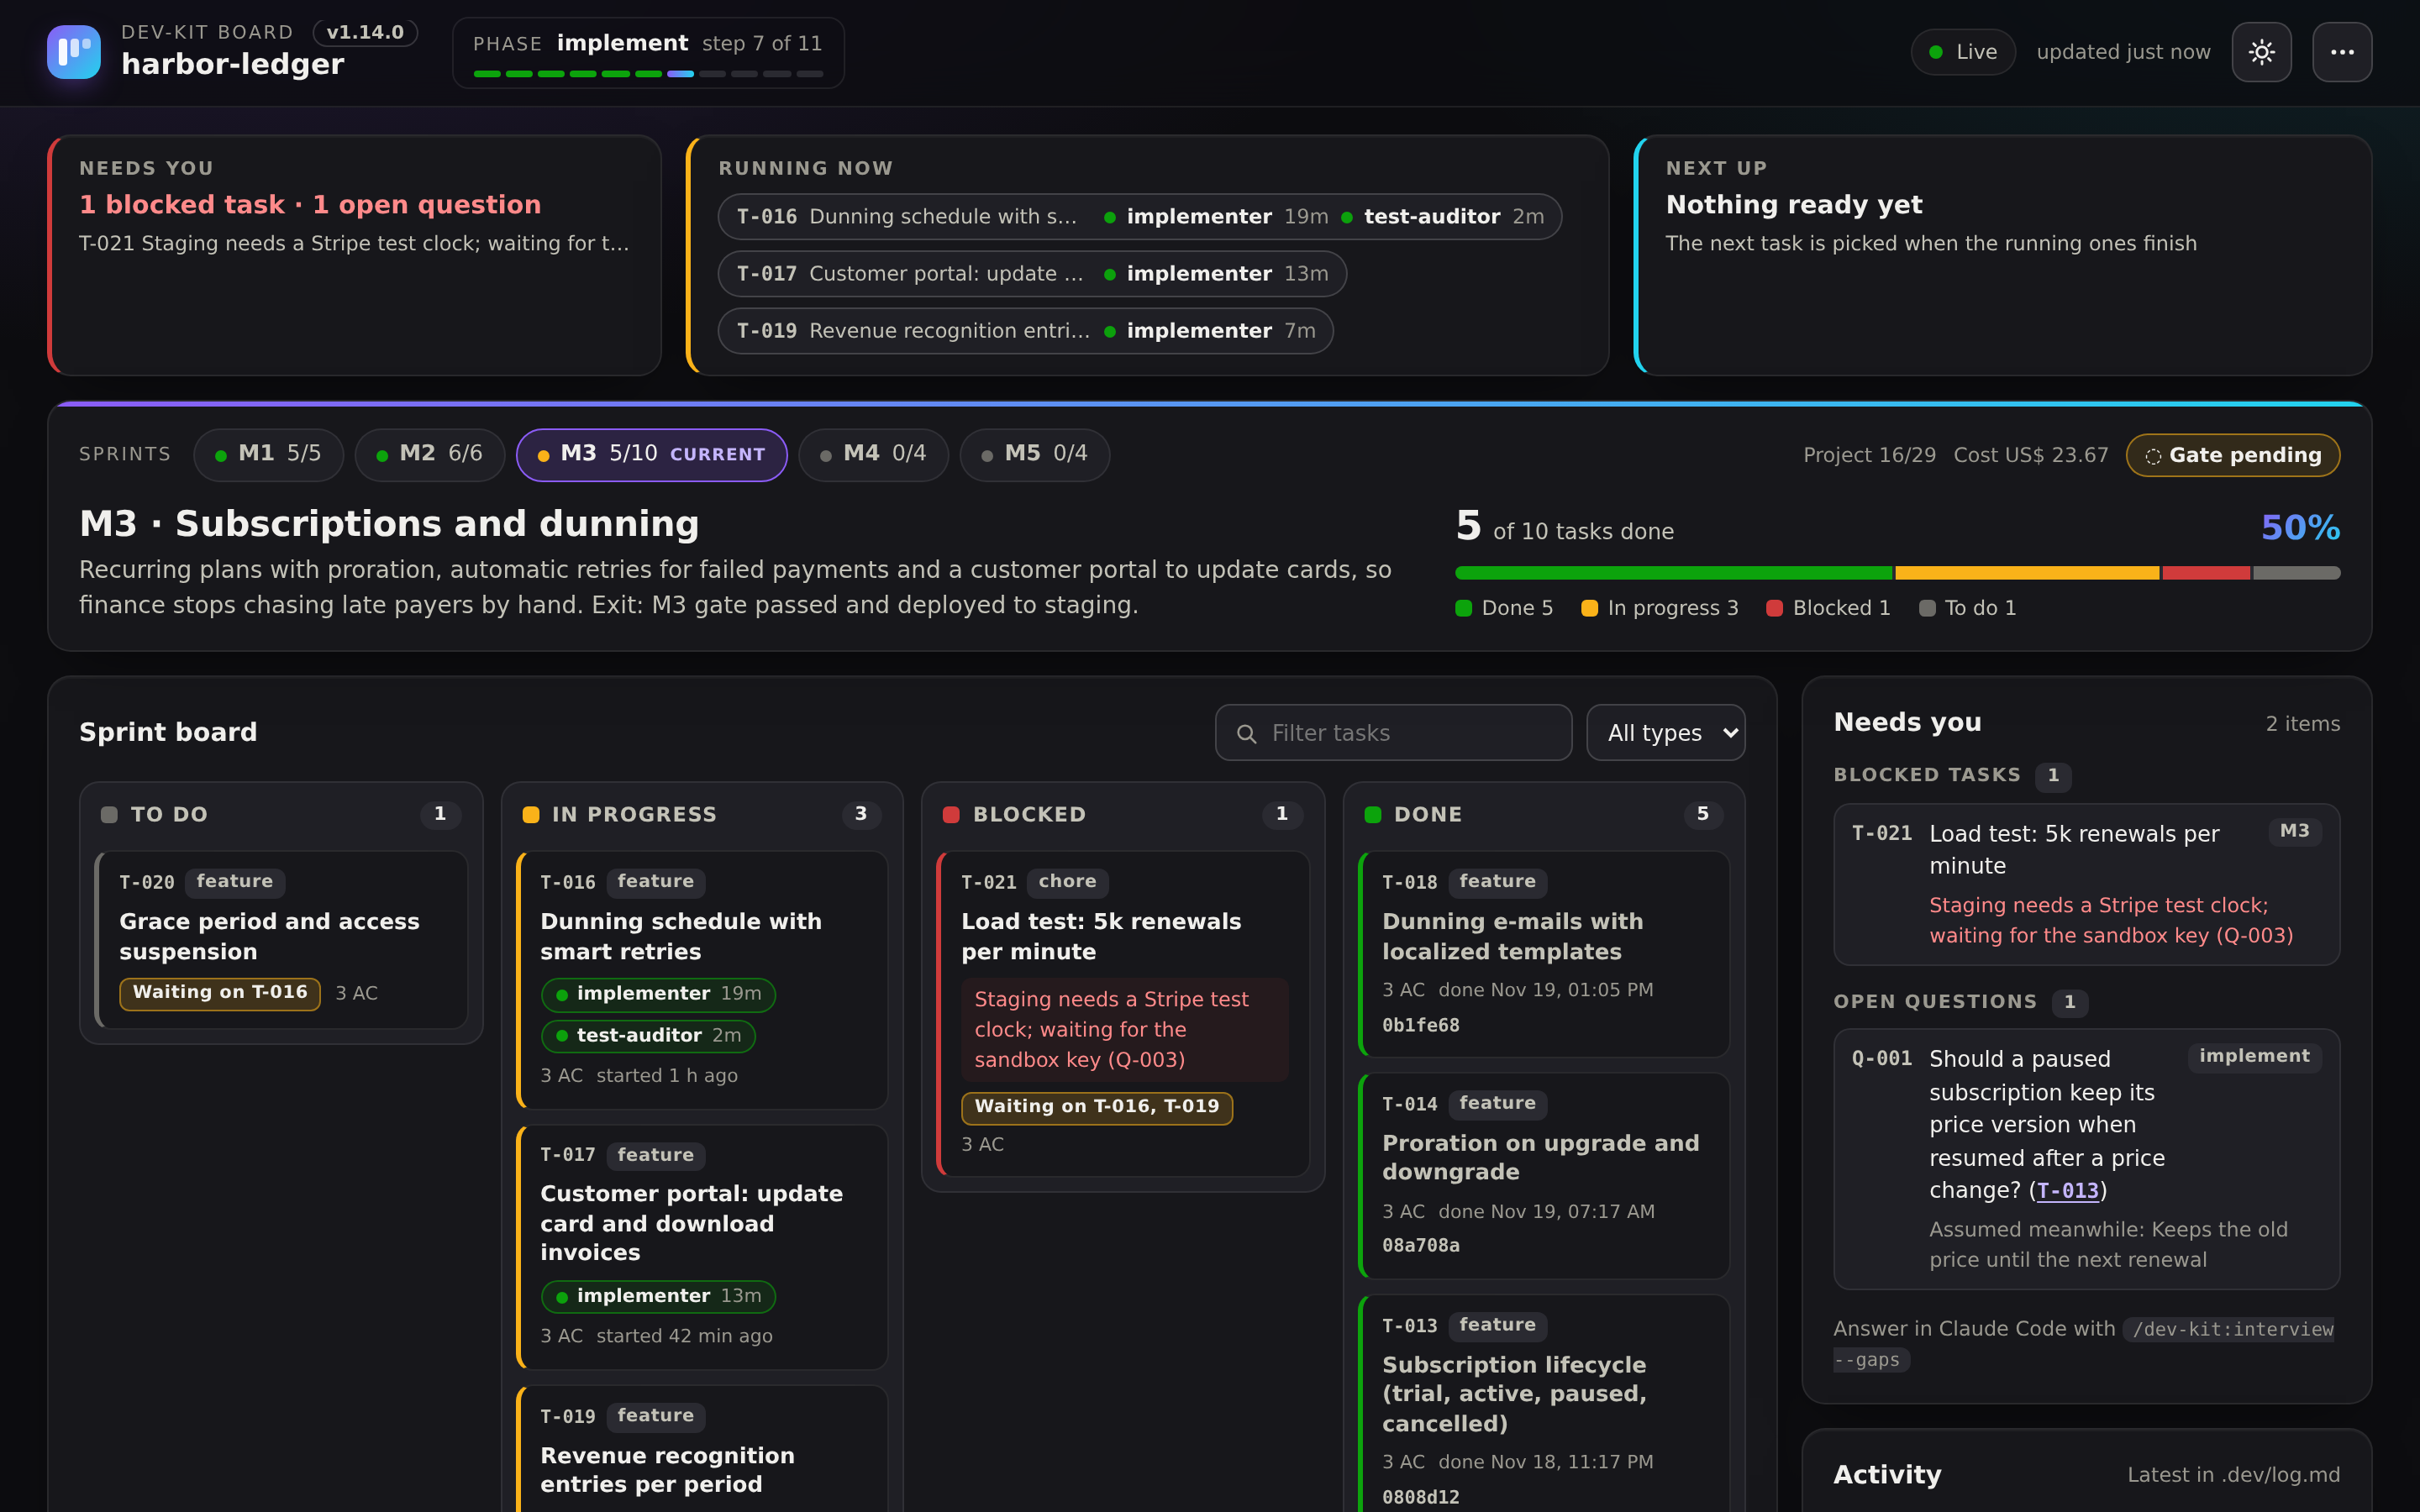 DEV-KIT BOARD v1.14.0
harbor-ledger
PHASE implement step 7 of 11
Live
updated just now
NEEDS YOU
1 blocked task · 1 open question
T-021 Staging needs a Stripe test clock; waiting for t…
RUNNING NOW
T-016 Dunning schedule with s… implementer 19m test-auditor 2m
T-017 Customer portal: update … implementer 13m
T-019 Revenue recognition entri… implementer 7m
NEXT UP
Nothing ready yet
The next task is picked when the running ones finish
SPRINTS M1 5/5 M2 6/6 M3 5/10 CURRENT M4 0/4 M5 0/4
Project 16/29 Cost US$ 23.67 Gate pending
M3 · Subscriptions and dunning
Recurring plans with proration, automatic retries for failed payments and a customer portal to update cards, so
finance stops chasing late payers by hand. Exit: M3 gate passed and deployed to staging.
5 of 10 tasks done 50%
Done 5 In progress 3 Blocked 1 To do 1
Sprint board
Filter tasks
All types
TO DO 1
T-020 feature
Grace period and access
suspension
Waiting on T-016 3 AC
IN PROGRESS 3
T-016 feature
Dunning schedule with
smart retries
implementer 19m
test-auditor 2m
3 AC started 1 h ago
T-017 feature
Customer portal: update
card and download
invoices
implementer 13m
3 AC started 42 min ago
T-019 feature
Revenue recognition
entries per period
BLOCKED 1
T-021 chore
Load test: 5k renewals
per minute
Staging needs a Stripe test
clock; waiting for the
sandbox key (Q-003)
Waiting on T-016, T-019
3 AC
DONE 5
T-018 feature
Dunning e-mails with
localized templates
3 AC done Nov 19, 01:05 PM
0b1fe68
T-014 feature
Proration on upgrade and
downgrade
3 AC done Nov 19, 07:17 AM
08a708a
T-013 feature
Subscription lifecycle
(trial, active, paused,
cancelled)
3 AC done Nov 18, 11:17 PM
0808d12
Needs you 2 items
BLOCKED TASKS 1
T-021 Load test: 5k renewals per M3
minute
Staging needs a Stripe test clock;
waiting for the sandbox key (Q-003)
OPEN QUESTIONS 1
Q-001 Should a paused implement
subscription keep its
price version when
resumed after a price
change? (T-013)
Assumed meanwhile: Keeps the old
price until the next renewal
Answer in Claude Code with /dev-kit:interview
--gaps
Activity Latest in .dev/log.md